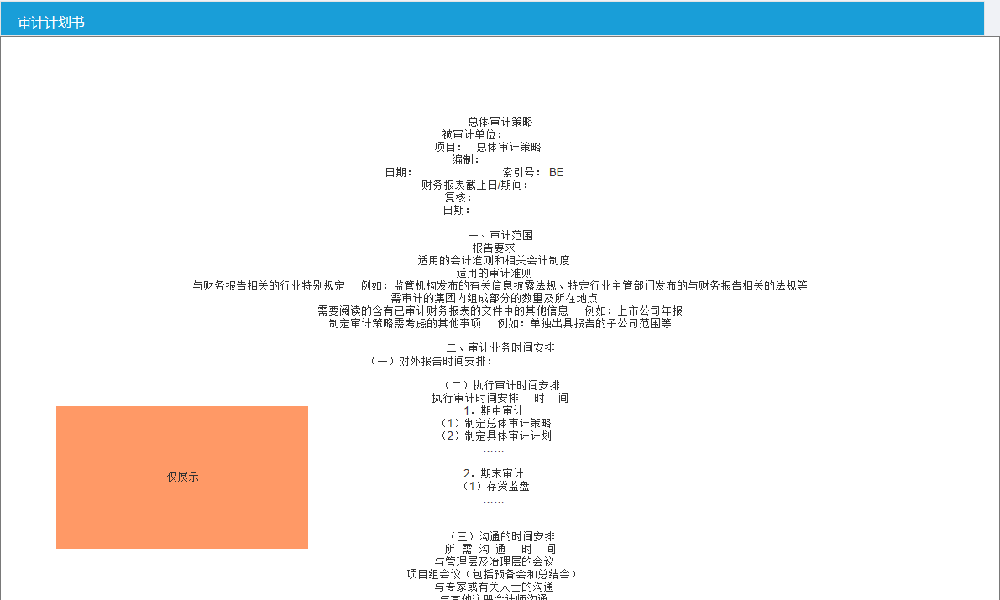 审计计划书
总体审计策略
被审计单位：
项目： 总体审计策略
编制：
日期： 索引号： BE
财务报表截止日/期间：
复核：
日期：
一、审计范围
报告要求
适用的会计准则和相关会计制度
适用的审计准则
与财务报告相关的行业特别规定 例如：监管机构发布的有关信息披露法规、特定行业主管部门发布的与财务报告相关的法规等
需审计的集团内组成部分的数量及所在地点
需要阅读的含有已审计财务报表的文件中的其他信息 例如：上市公司年报
制定审计策略需考虑的其他事项 例如：单独出具报告的子公司范围等
二、审计业务时间安排
（一）对外报告时间安排：
（二）执行审计时间安排
执行审计时间安排 时 间
1．期中审计
（1）制定总体审计策略
（2）制定具体审计计划
……
2．期末审计
（1）存货监盘
……
仅展示
（三）沟通的时间安排
所 需 沟 通 时 间
与管理层及治理层的会议
项目组会议（包括预备会和总结会）
与专家或有关人士的沟通
与其他注册会计师沟通